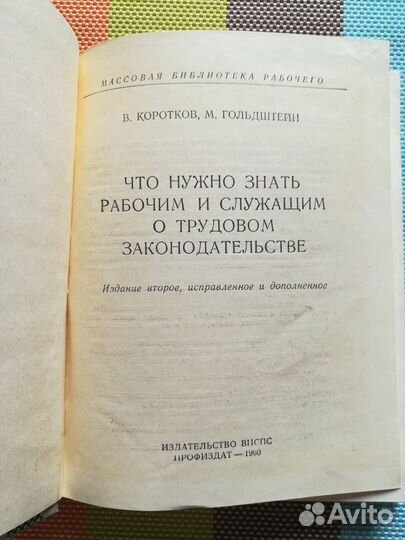 МАССОВАЯ БИБЛИОТЕКА РАБОЧЕГО
В. КОРОТКОВ, М. ГОЛЬДШТЕЙН
ЧТО НУЖНО ЗНАТЬ
РАБОЧИМ И СЛУЖАЩИМ
О ТРУДОВОМ
ЗАКОНОДАТЕЛЬСТВЕ
Издание второе, исправленное и дополненное
ИЗДАТЕЛЬСТВО ВЦСПС
ПРОФИЗДАТ — 1960
Avito